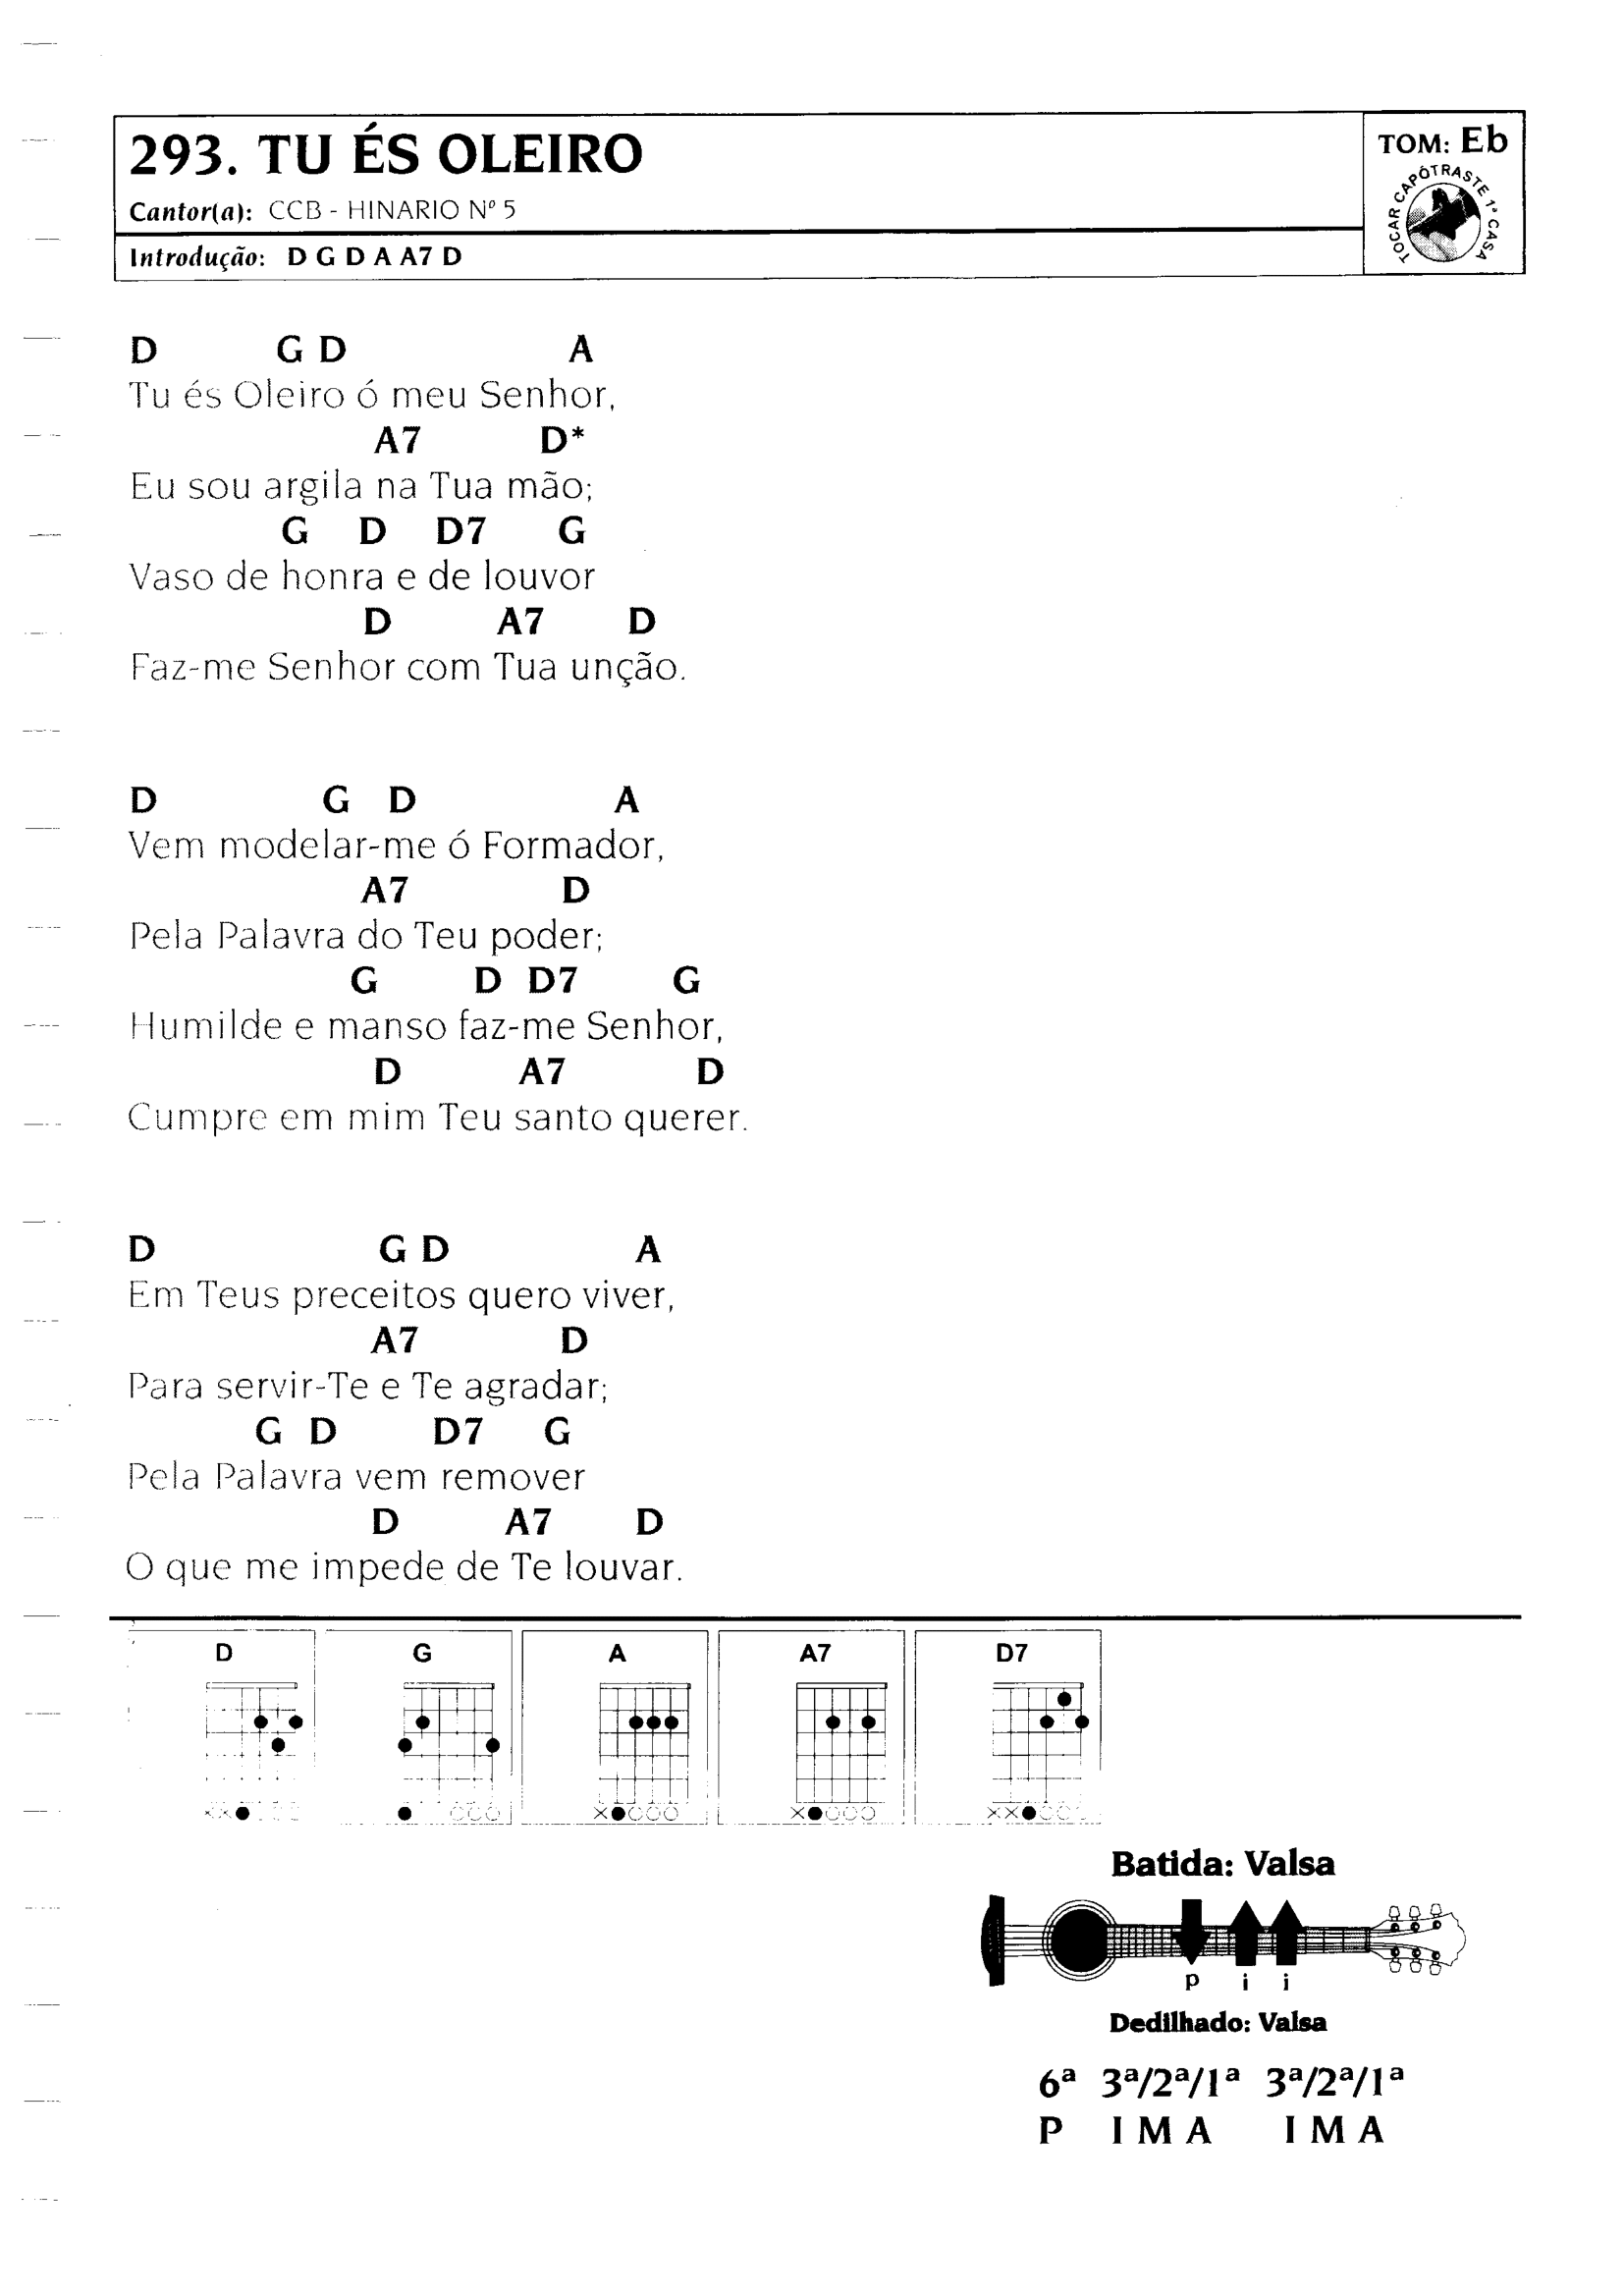 293. TU ÉS OLEIRO
Cantor(a): CCB - HINARIO Nº 5
Introdução: D G D A A7 D
TOM: Eb
TOCAR CAPÓTRASTE 1ª CASA
D G D A
Tu és Oleiro ó meu Senhor,
A7 D*
Eu sou argila na Tua mão;
G D D7 G
Vaso de honra e de louvor
D A7 D
Faz-me Senhor com Tua unção.
D G D A
Vem modelar-me ó Formador,
A7 D
Pela Palavra do Teu poder;
G D D7 G
Humilde e manso faz-me Senhor,
D A7 D
Cumpre em mim Teu santo querer.
D G D A
Em Teus preceitos quero viver,
A7 D
Para servir-Te e Te agradar;
G D D7 G
Pela Palavra vem remover
D A7 D
O que me impede de Te louvar.
D G A A7 D7
Batida: Valsa
p i i
Dedilhado: Valsa
6ª 3ª/2ª/1ª 3ª/2ª/1ª
P I M A I M A